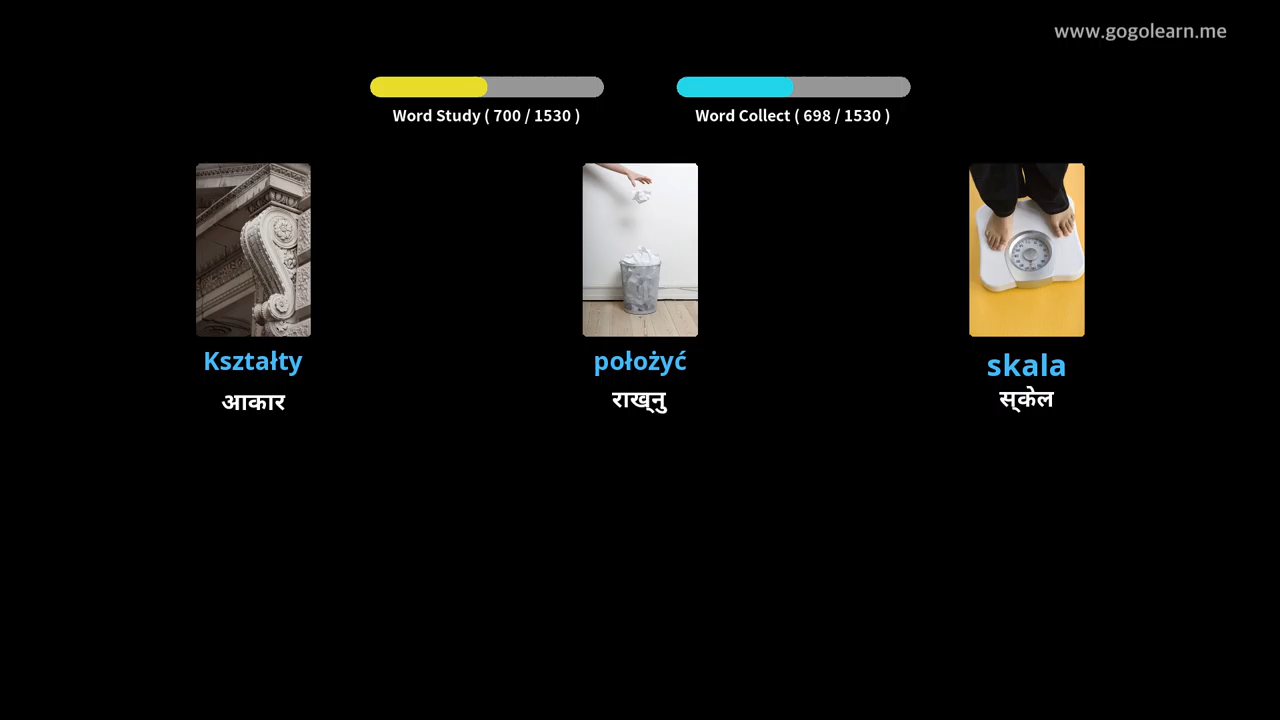 www.gogolearn.me
Word Study ( 700 / 1530 )
Word Collect ( 698 / 1530 )
Kształty
आकार
położyć
राख्नु
skala
स्केल